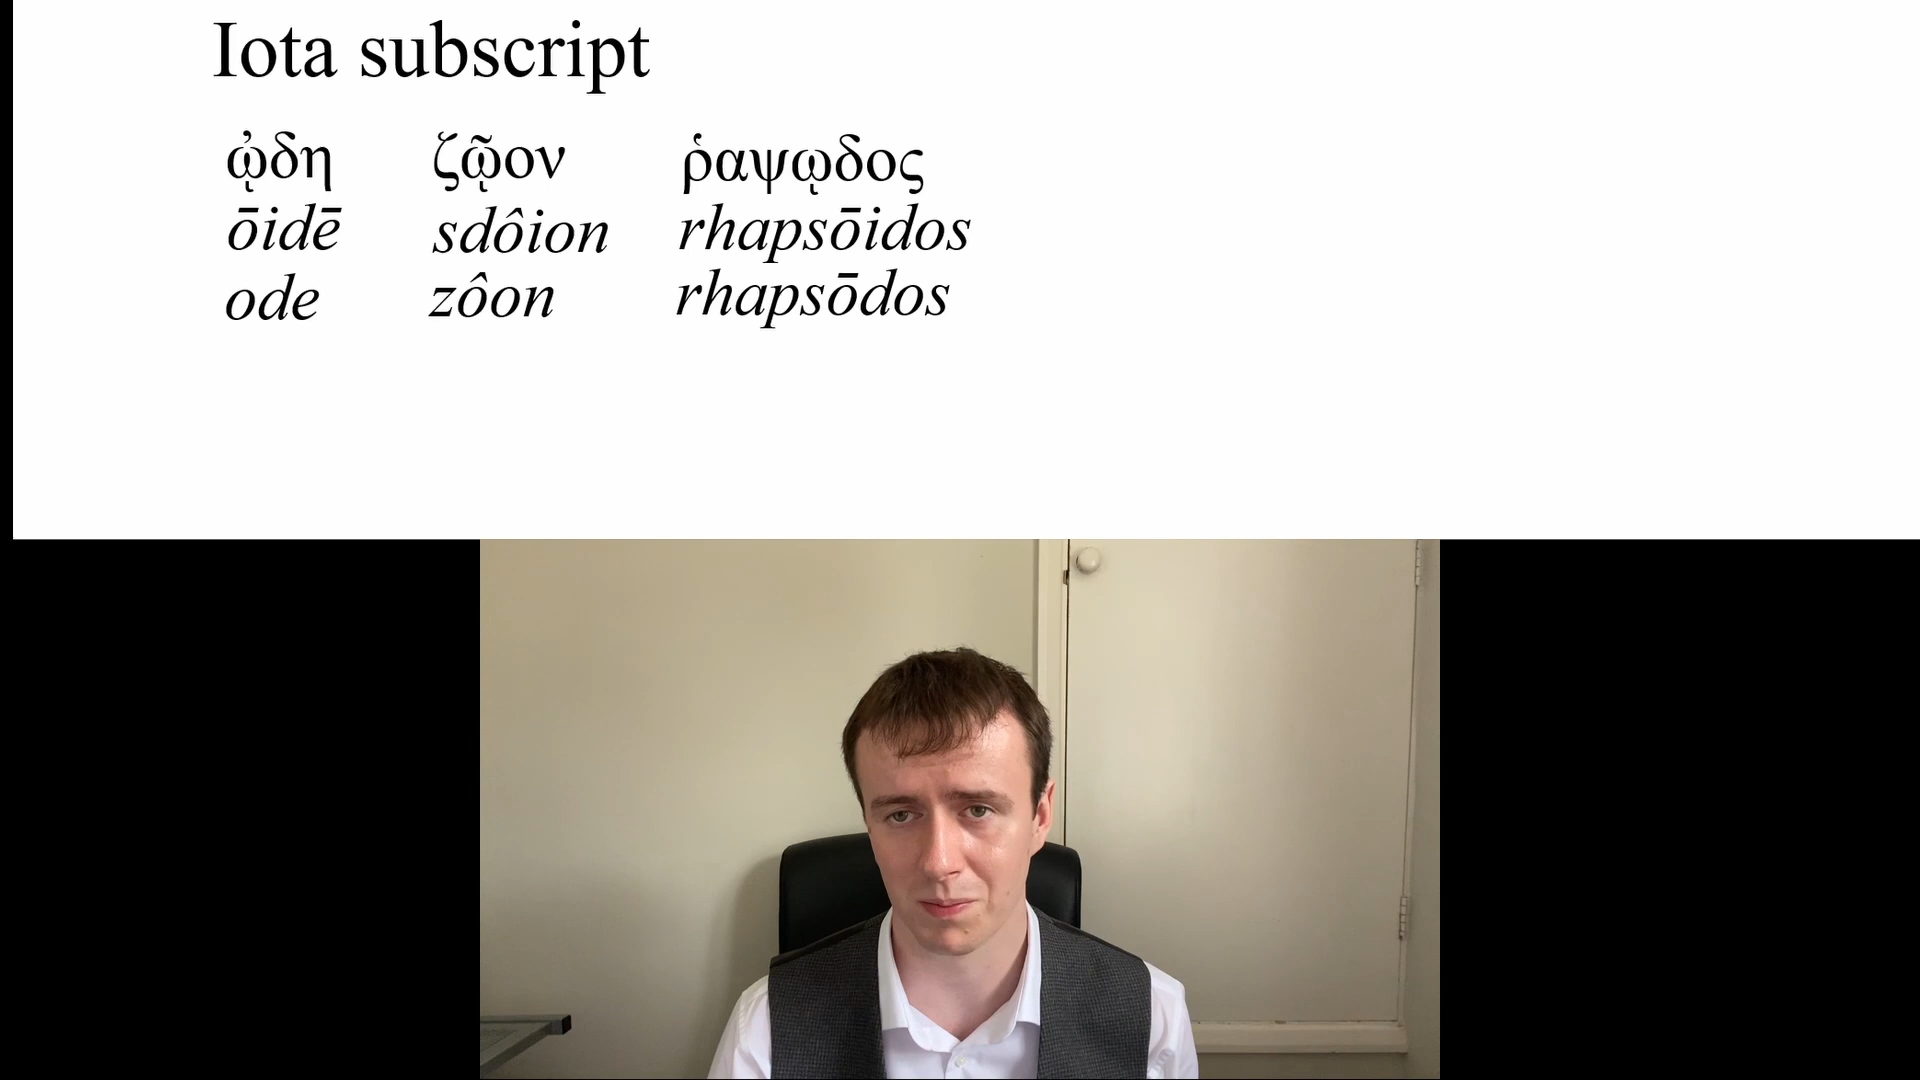 Iota subscript
ᾠδη ζῷον ῥαψῳδος
ōidē sdôion rhapsōidos
ode zôon rhapsōdos